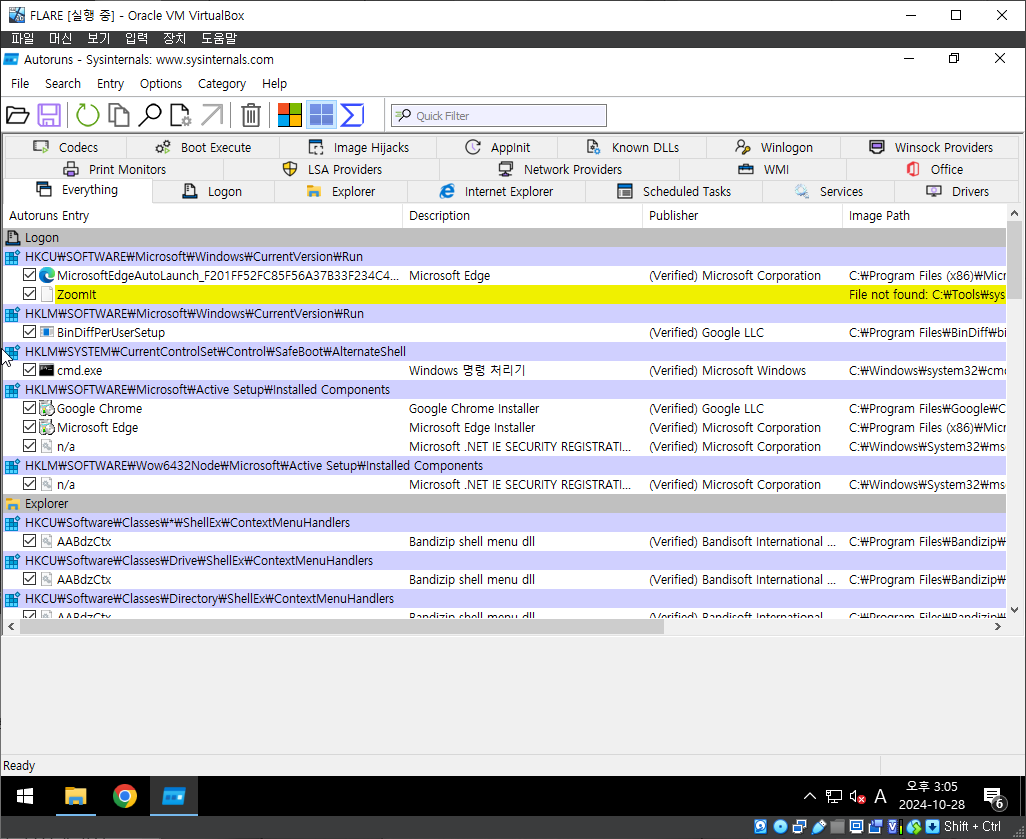 FLARE [실행 중] - Oracle VM VirtualBox
파일 머신 보기 입력 장치 도움말
Autoruns - Sysinternals: www.sysinternals.com
File Search Entry Options Category Help
Quick Filter
Codecs Boot Execute Image Hijacks AppInit Known DLLs Winlogon Winsock Providers
Print Monitors LSA Providers Network Providers WMI Office
Everything Logon Explorer Internet Explorer Scheduled Tasks Services Drivers
Autoruns Entry Description Publisher Image Path
Logon
HKCU₩SOFTWARE₩Microsoft₩Windows₩CurrentVersion₩Run
MicrosoftEdgeAutoLaunch_F201FF52FC85F56A37B33F234C4... Microsoft Edge (Verified) Microsoft Corporation C:₩Program Files (x86)₩Micr
ZoomIt File not found: C:₩Tools₩sys
HKLM₩SOFTWARE₩Microsoft₩Windows₩CurrentVersion₩Run
BinDiffPerUserSetup (Verified) Google LLC C:₩Program Files₩BinDiff₩bi
HKLM₩SYSTEM₩CurrentControlSet₩Control₩SafeBoot₩AlternateShell
cmd.exe Windows 명령 처리기 (Verified) Microsoft Windows C:₩Windows₩system32₩cm
HKLM₩SOFTWARE₩Microsoft₩Active Setup₩Installed Components
Google Chrome Google Chrome Installer (Verified) Google LLC C:₩Program Files₩Google₩C
Microsoft Edge Microsoft Edge Installer (Verified) Microsoft Corporation C:₩Program Files (x86)₩Micr
n/a Microsoft .NET IE SECURITY REGISTRATI... (Verified) Microsoft Corporation C:₩Windows₩System32₩ms
HKLM₩SOFTWARE₩Wow6432Node₩Microsoft₩Active Setup₩Installed Components
n/a Microsoft .NET IE SECURITY REGISTRATI... (Verified) Microsoft Corporation C:₩Windows₩System32₩ms
Explorer
HKCU₩Software₩Classes₩*₩ShellEx₩ContextMenuHandlers
AABdzCtx Bandizip shell menu dll (Verified) Bandisoft International ... C:₩Program Files₩Bandizip₩
HKCU₩Software₩Classes₩Drive₩ShellEx₩ContextMenuHandlers
AABdzCtx Bandizip shell menu dll (Verified) Bandisoft International ... C:₩Program Files₩Bandizip₩
HKCU₩Software₩Classes₩Directory₩ShellEx₩ContextMenuHandlers
AABdzCtx Bandizip shell menu dll (Verified) Bandisoft International C:₩Program Files₩Bandizip₩
Ready
A 오후 3:05
2024-10-28
6
Shift + Ctrl